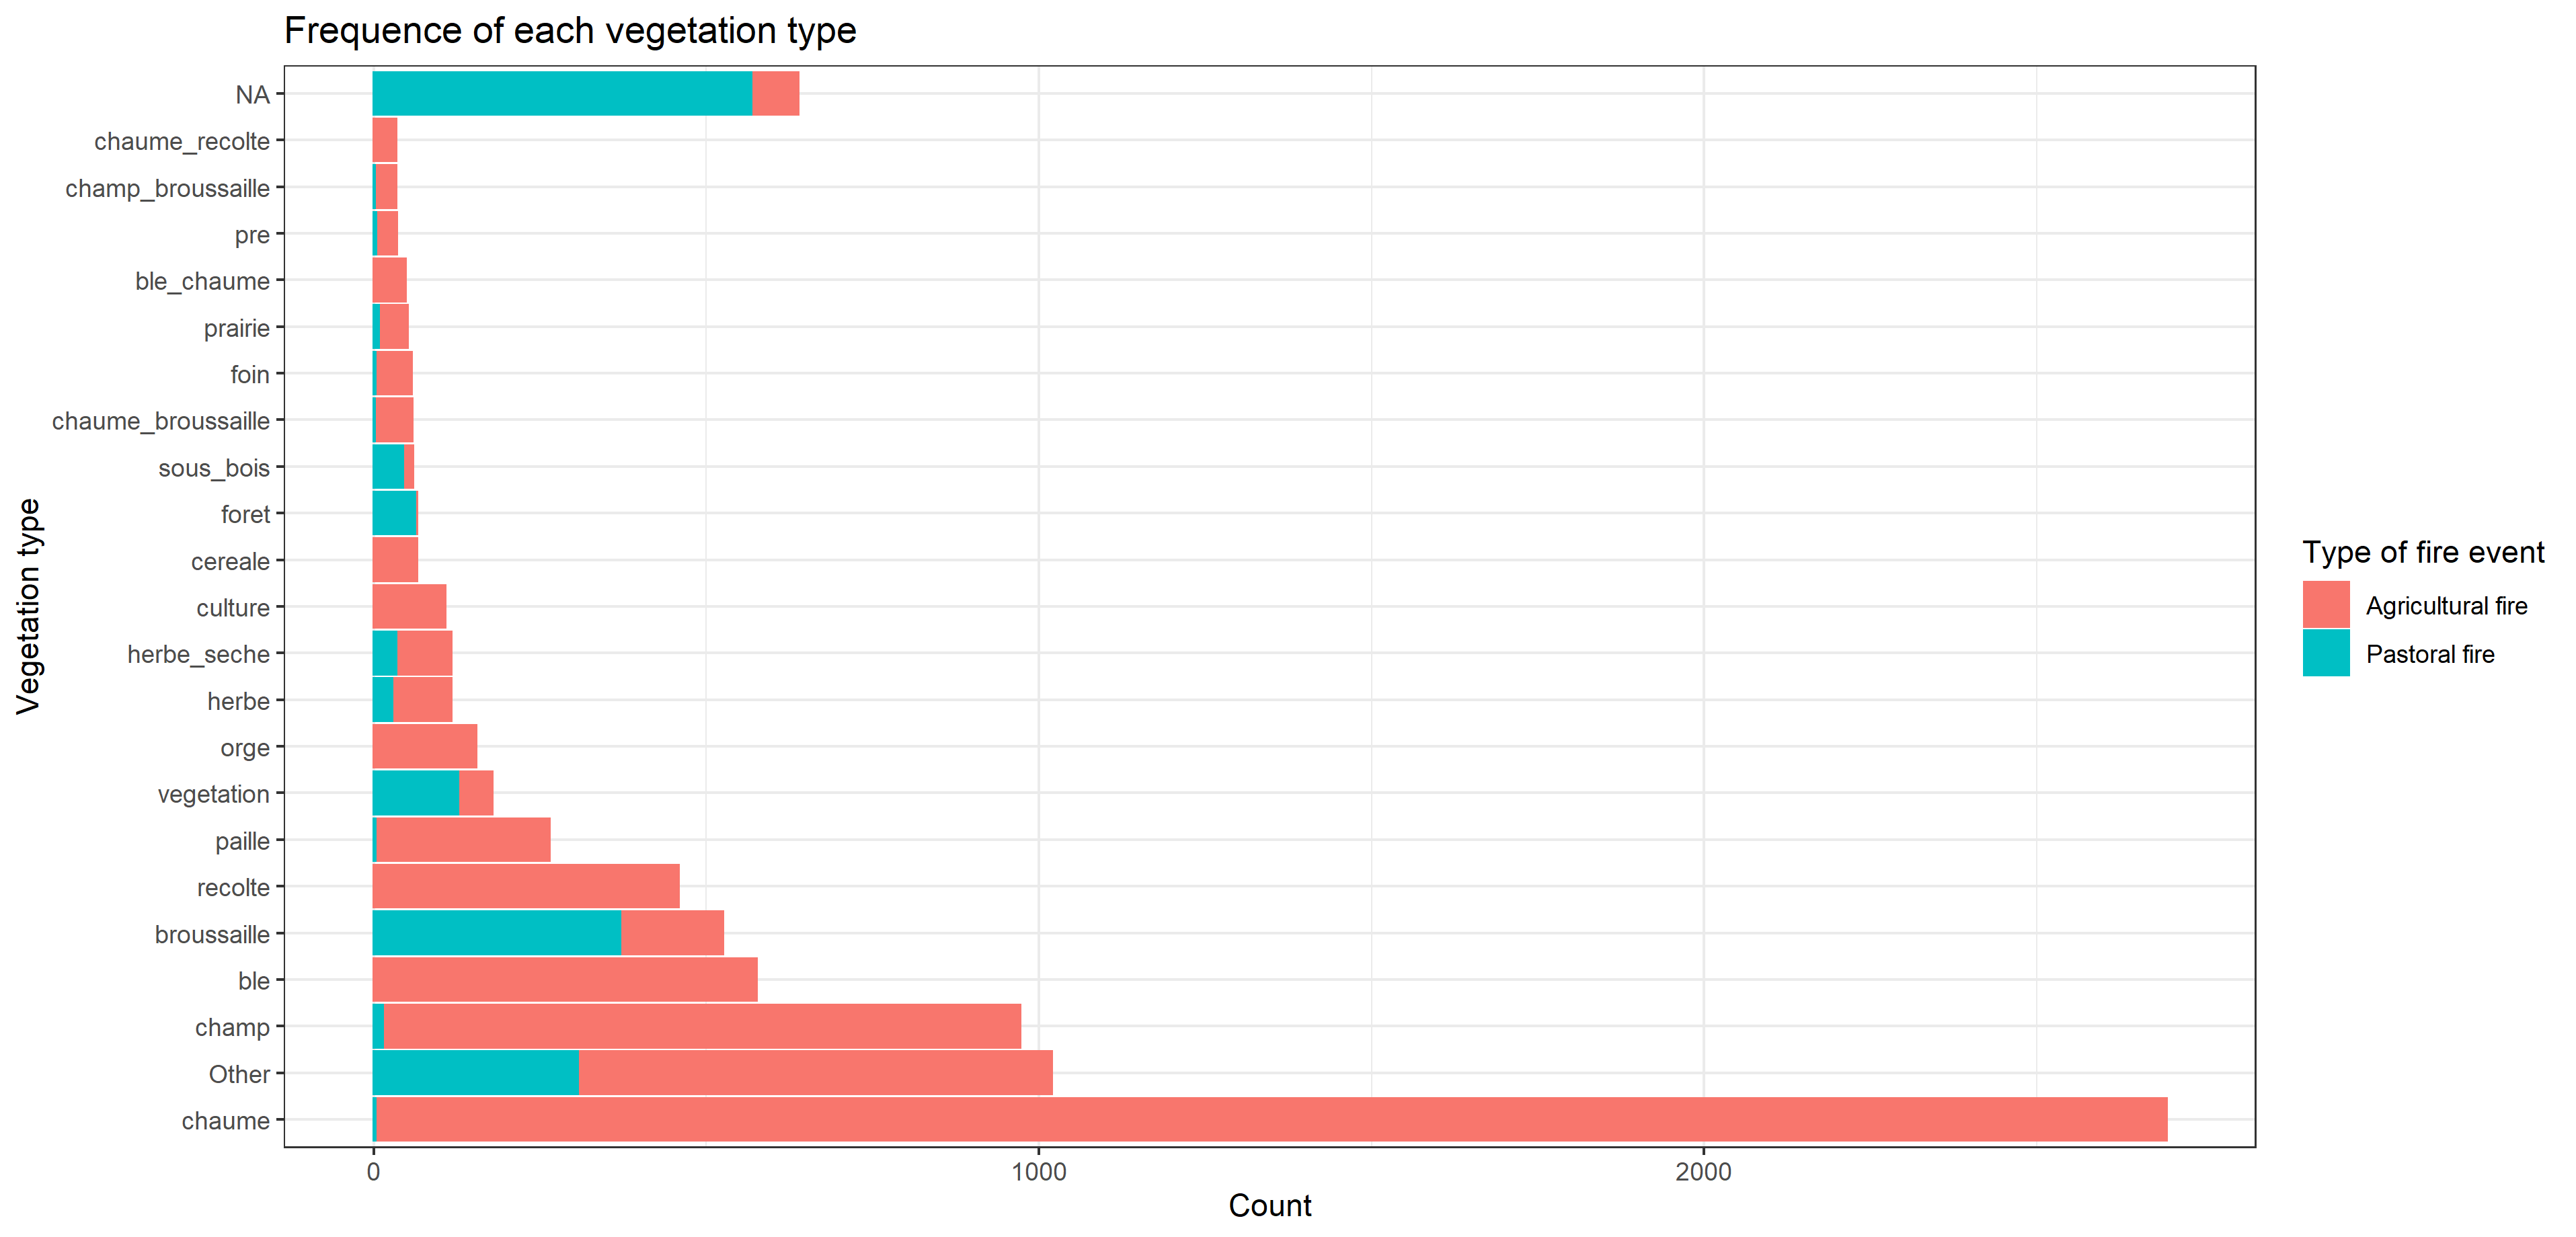 Frequence of each vegetation type
Vegetation type
NA
chaume_recolte
champ_broussaille
pre
ble_chaume
prairie
foin
chaume_broussaille
sous_bois
foret
cereale
culture
herbe_seche
herbe
orge
vegetation
paille
recolte
broussaille
ble
champ
Other
chaume
0 1000 2000
Count
Type of fire event
Agricultural fire
Pastoral fire